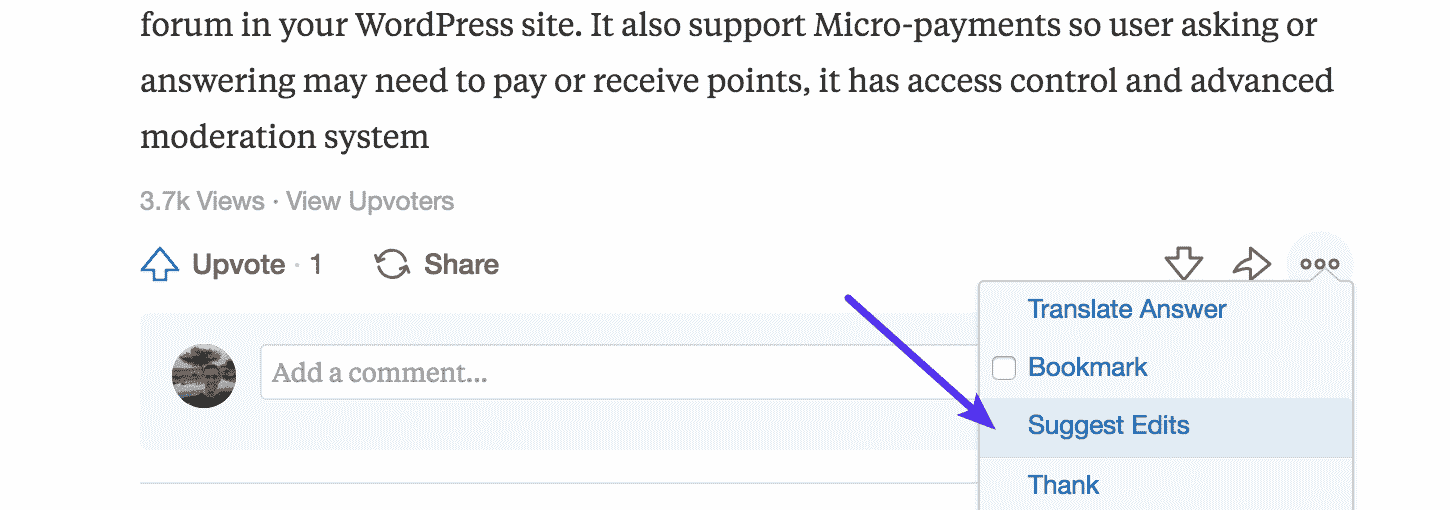 forum in your WordPress site. It also support Micro-payments so user asking or
answering may need to pay or receive points, it has access control and advanced
moderation system
3.7k Views · View Upvoters
Upvote · 1 Share
Translate Answer
Add a comment...
Bookmark
Suggest Edits
Thank